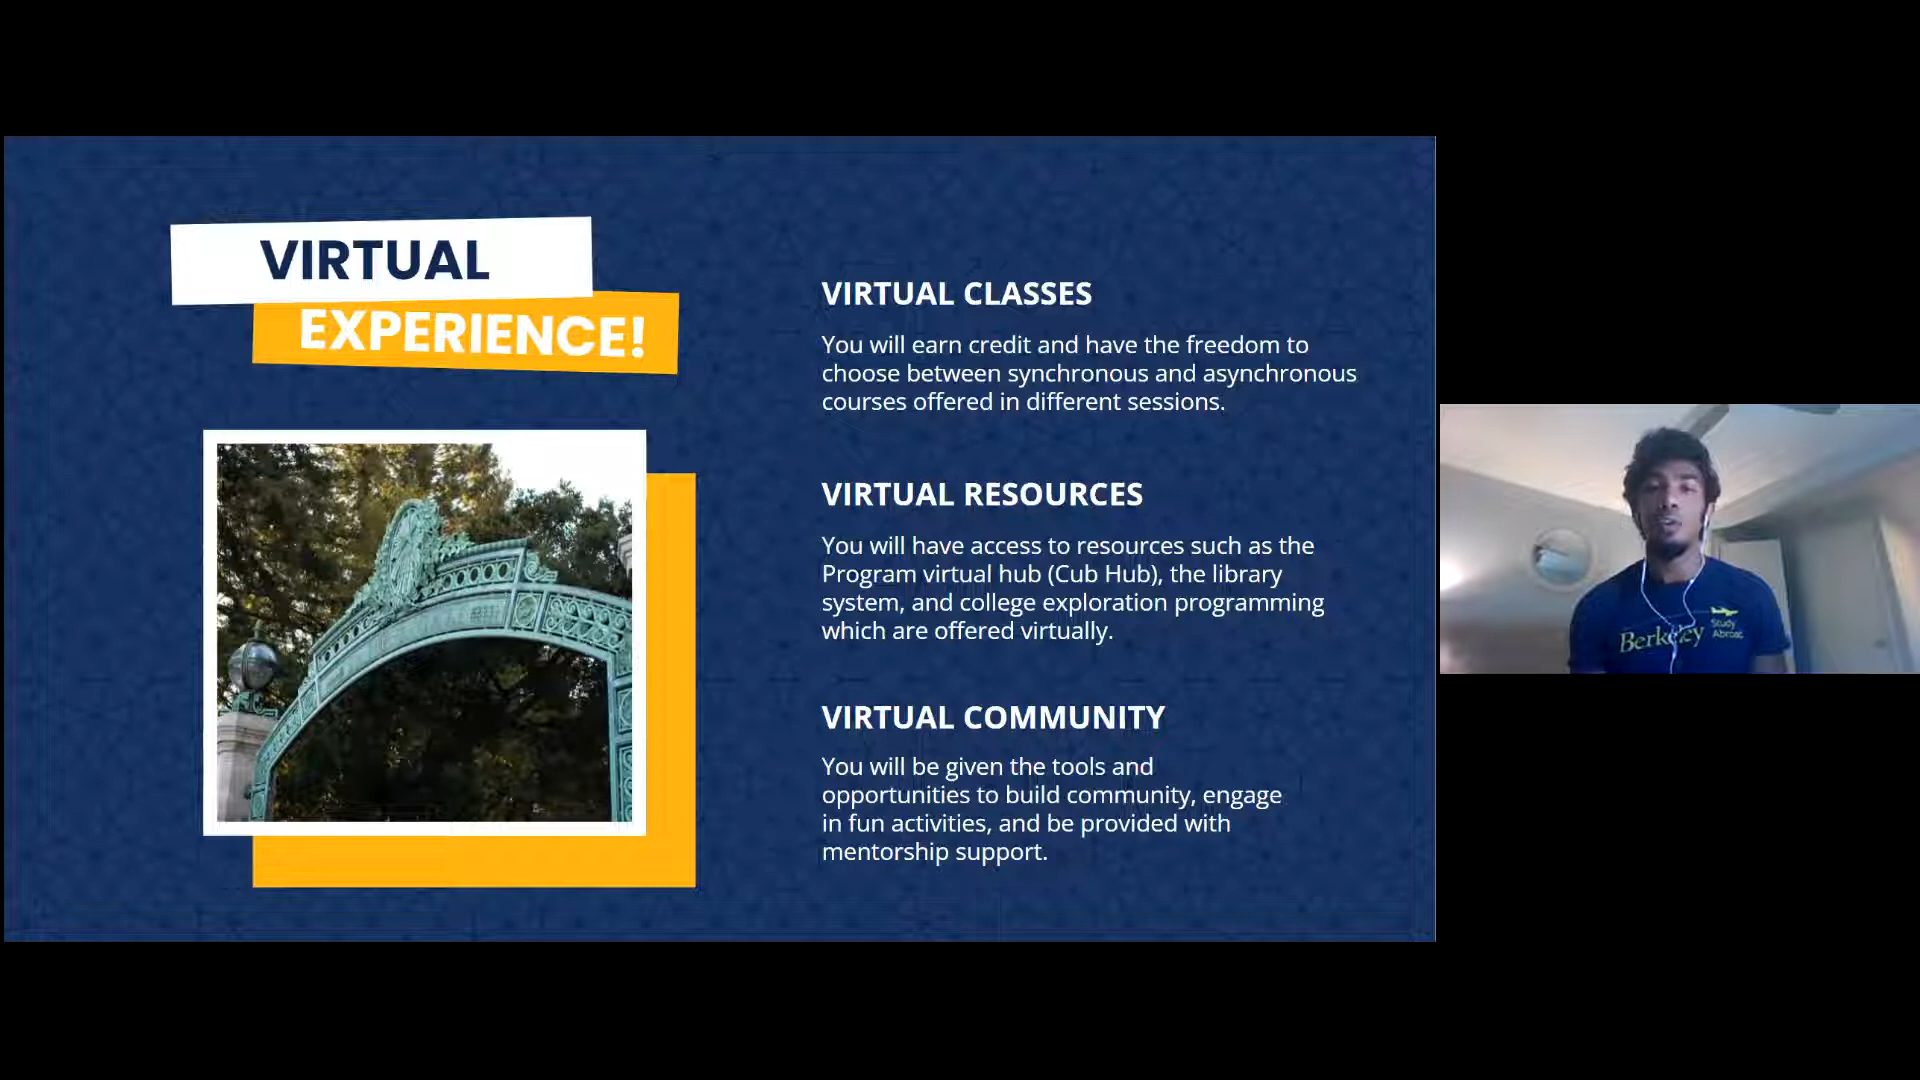 VIRTUAL
EXPERIENCE!
VIRTUAL CLASSES
You will earn credit and have the freedom to
choose between synchronous and asynchronous
courses offered in different sessions.
VIRTUAL RESOURCES
You will have access to resources such as the
Program virtual hub (Cub Hub), the library
system, and college exploration programming
which are offered virtually.
VIRTUAL COMMUNITY
You will be given the tools and
opportunities to build community, engage
in fun activities, and be provided with
mentorship support.
Berkeley Study
Abroad